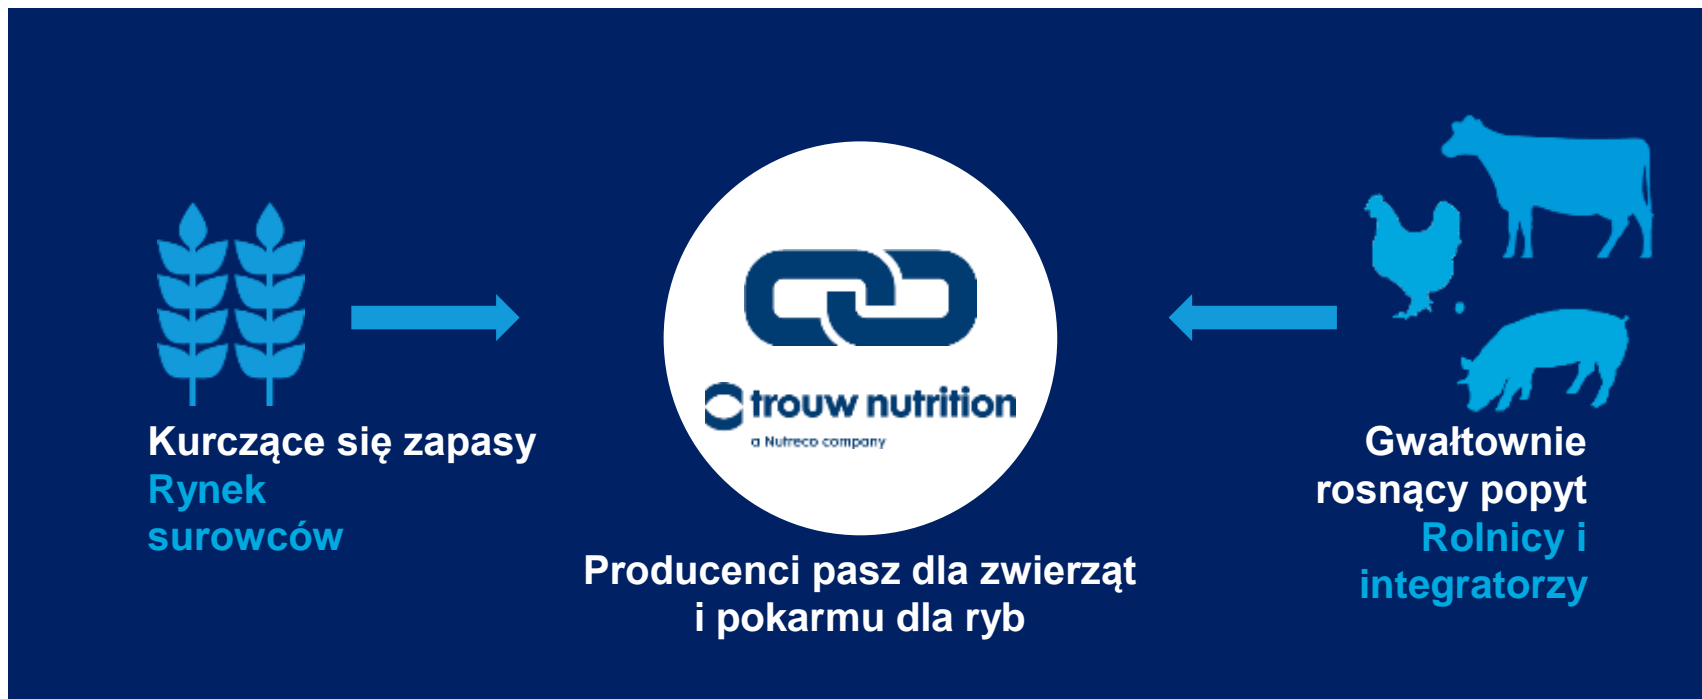 Kurczące się zapasy
Rynek
surowców
trouw nutrition
a Nutreco company
Producenci pasz dla zwierząt
i pokarmu dla ryb
Gwałtownie
rosnący popyt
Rolnicy i
integratorzy